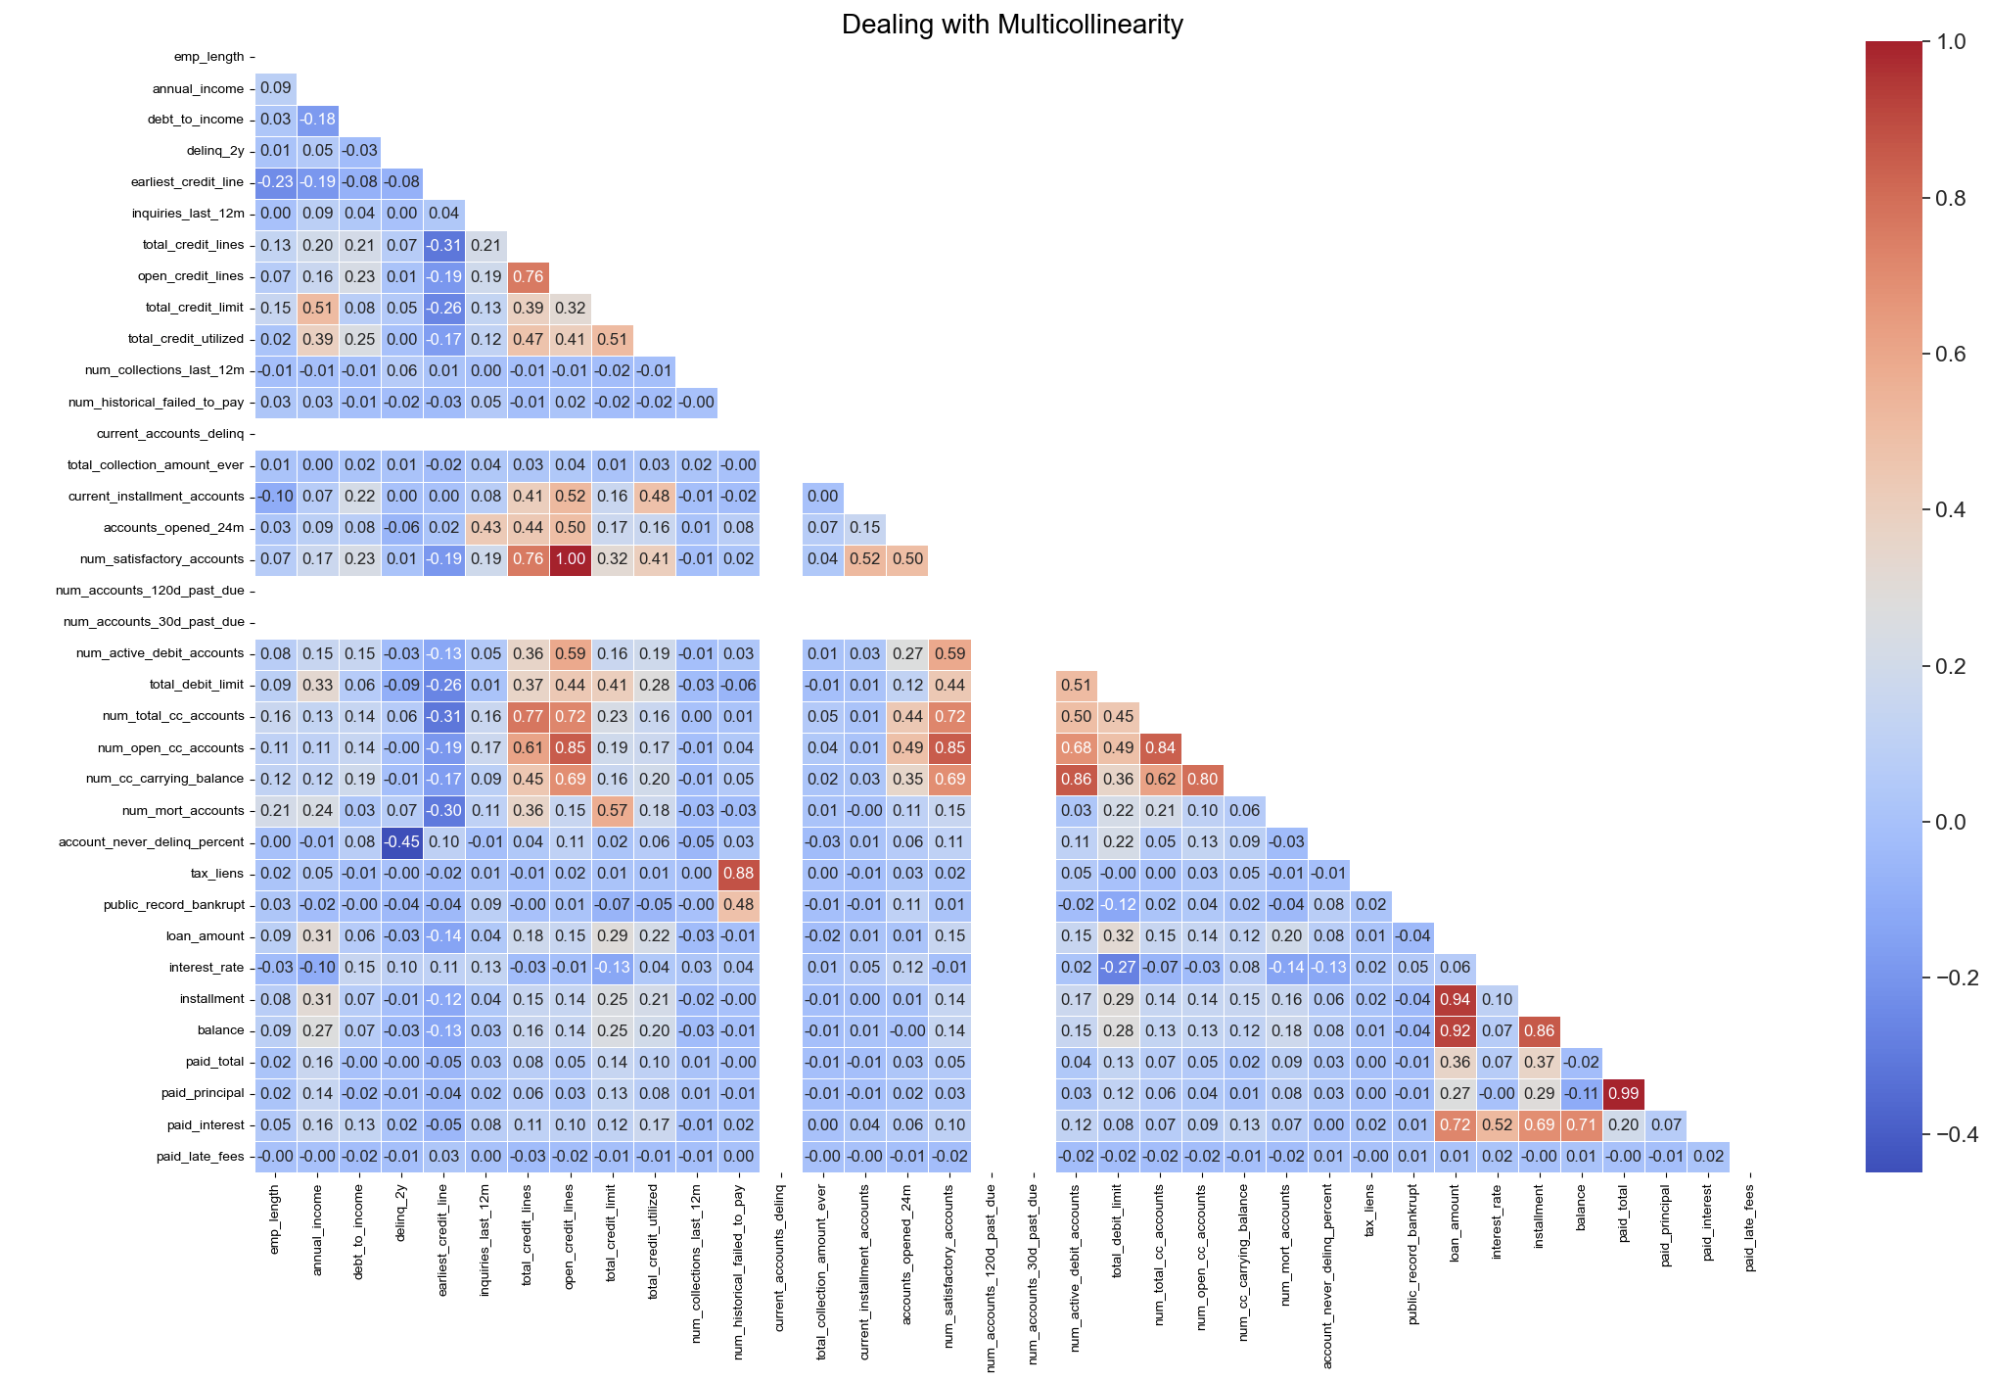 Dealing with Multicollinearity
emp_length
annual_income 0.09
debt_to_income 0.03 -0.18
delinq_2y 0.01 0.05 -0.03
earliest_credit_line -0.23 -0.19 -0.08 -0.08
inquiries_last_12m 0.00 0.09 0.04 0.00 0.04
total_credit_lines 0.13 0.20 0.21 0.07 -0.31 0.21
open_credit_lines 0.07 0.16 0.23 0.01 -0.19 0.19 0.76
total_credit_limit 0.15 0.51 0.08 0.05 -0.26 0.13 0.39 0.32
total_credit_utilized 0.02 0.39 0.25 0.00 -0.17 0.12 0.47 0.41 0.51
num_collections_last_12m -0.01 -0.01 -0.01 0.06 0.01 0.00 -0.01 -0.01 -0.02 -0.01
num_historical_failed_to_pay 0.03 0.03 -0.01 -0.02 -0.03 0.05 -0.01 0.02 -0.02 -0.02 -0.00
current_accounts_delinq
total_collection_amount_ever 0.01 0.00 0.02 0.01 -0.02 0.04 0.03 0.04 0.01 0.03 0.02 -0.00
current_installment_accounts -0.10 0.07 0.22 0.00 0.00 0.08 0.41 0.52 0.16 0.48 -0.01 -0.02 0.00
accounts_opened_24m 0.03 0.09 0.08 -0.06 0.02 0.43 0.44 0.50 0.17 0.16 0.01 0.08 0.07 0.15
num_satisfactory_accounts 0.07 0.17 0.23 0.01 -0.19 0.19 0.76 1.00 0.32 0.41 -0.01 0.02 0.04 0.52 0.50
num_accounts_120d_past_due
num_accounts_30d_past_due
num_active_debit_accounts 0.08 0.15 0.15 -0.03 -0.13 0.05 0.36 0.59 0.16 0.19 -0.01 0.03 0.01 0.03 0.27 0.59
total_debit_limit 0.09 0.33 0.06 -0.09 -0.26 0.01 0.37 0.44 0.41 0.28 -0.03 -0.06 -0.01 0.01 0.12 0.44 0.51
num_total_cc_accounts 0.16 0.13 0.14 0.06 -0.31 0.16 0.77 0.72 0.23 0.16 0.00 0.01 0.05 0.01 0.44 0.72 0.50 0.45
num_open_cc_accounts 0.11 0.11 0.14 -0.00 -0.19 0.17 0.61 0.85 0.19 0.17 -0.01 0.04 0.04 0.01 0.49 0.85 0.68 0.49 0.84
num_cc_carrying_balance 0.12 0.12 0.19 -0.01 -0.17 0.09 0.45 0.69 0.16 0.20 -0.01 0.05 0.02 0.03 0.35 0.69 0.86 0.36 0.62 0.80
num_mort_accounts 0.21 0.24 0.03 0.07 -0.30 0.11 0.36 0.15 0.57 0.18 -0.03 -0.03 0.01 -0.00 0.11 0.15 0.03 0.22 0.21 0.10 0.06
account_never_delinq_percent 0.00 -0.01 0.08 -0.45 0.10 -0.01 0.04 0.11 0.02 0.06 -0.05 0.03 -0.03 0.01 0.06 0.11 0.11 0.22 0.05 0.13 0.09 -0.03
tax_liens 0.02 0.05 -0.01 -0.00 -0.02 0.01 -0.01 0.02 0.01 0.01 0.00 0.88 0.00 -0.01 0.03 0.02 0.05 -0.00 0.00 0.03 0.05 -0.01 -0.01
public_record_bankrupt 0.03 -0.02 -0.00 -0.04 -0.04 0.09 -0.00 0.01 -0.07 -0.05 -0.00 0.48 -0.01 -0.01 0.11 0.01 -0.02 -0.12 0.02 0.04 0.02 -0.04 0.08 0.02
loan_amount 0.09 0.31 0.06 -0.03 -0.14 0.04 0.18 0.15 0.29 0.22 -0.03 -0.01 -0.02 0.01 0.01 0.15 0.15 0.32 0.15 0.14 0.12 0.20 0.08 0.01 -0.04
interest_rate -0.03 -0.10 0.15 0.10 0.11 0.13 -0.03 -0.01 -0.13 0.04 0.03 0.04 0.01 0.05 0.12 -0.01 0.02 -0.27 -0.07 -0.03 0.08 -0.14 -0.13 0.02 0.05 0.06
installment 0.08 0.31 0.07 -0.01 -0.12 0.04 0.15 0.14 0.25 0.21 -0.02 -0.00 -0.01 0.00 0.01 0.14 0.17 0.29 0.14 0.14 0.15 0.16 0.06 0.02 -0.04 0.94 0.10
balance 0.09 0.27 0.07 -0.03 -0.13 0.03 0.16 0.14 0.25 0.20 -0.03 -0.01 -0.01 0.01 -0.00 0.14 0.15 0.28 0.13 0.13 0.12 0.18 0.08 0.01 -0.04 0.92 0.07 0.86
paid_total 0.02 0.16 -0.00 -0.00 -0.05 0.03 0.08 0.05 0.14 0.10 0.01 -0.00 -0.01 -0.01 0.03 0.05 0.04 0.13 0.07 0.05 0.02 0.09 0.03 0.00 -0.01 0.36 0.07 0.37 -0.02
paid_principal 0.02 0.14 -0.02 -0.01 -0.04 0.02 0.06 0.03 0.13 0.08 0.01 -0.01 -0.01 -0.01 0.02 0.03 0.03 0.12 0.06 0.04 0.01 0.08 0.03 0.00 -0.01 0.27 -0.00 0.29 -0.11 0.99
paid_interest 0.05 0.16 0.13 0.02 -0.05 0.08 0.11 0.10 0.12 0.17 -0.01 0.02 0.00 0.04 0.06 0.10 0.12 0.08 0.07 0.09 0.13 0.07 0.00 0.02 0.01 0.72 0.52 0.69 0.71 0.20 0.07
paid_late_fees -0.00 -0.00 -0.02 -0.01 0.03 0.00 -0.03 -0.02 -0.01 -0.01 -0.01 0.00 -0.00 -0.00 -0.01 -0.02 -0.02 -0.02 -0.02 -0.02 -0.01 -0.02 0.01 -0.00 0.01 0.01 0.02 -0.00 0.01 -0.00 -0.01 0.02
emp_length
annual_income
debt_to_income
delinq_2y
earliest_credit_line
inquiries_last_12m
total_credit_lines
open_credit_lines
total_credit_limit
total_credit_utilized
num_collections_last_12m
num_historical_failed_to_pay
current_accounts_delinq
total_collection_amount_ever
current_installment_accounts
accounts_opened_24m
num_satisfactory_accounts
num_accounts_120d_past_due
num_accounts_30d_past_due
num_active_debit_accounts
total_debit_limit
num_total_cc_accounts
num_open_cc_accounts
num_cc_carrying_balance
num_mort_accounts
account_never_delinq_percent
tax_liens
public_record_bankrupt
loan_amount
interest_rate
installment
balance
paid_total
paid_principal
paid_interest
paid_late_fees
1.0
0.8
0.6
0.4
0.2
0.0
−0.2
−0.4